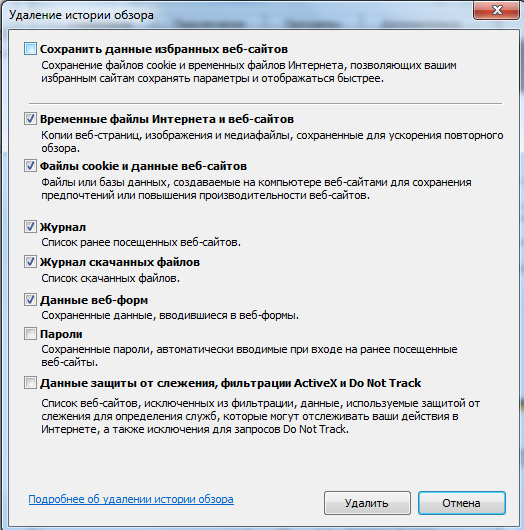 Удаление истории обзора
Сохранить данные избранных веб-сайтов
Сохранение файлов cookie и временных файлов Интернета, позволяющих вашим
избранным сайтам сохранять параметры и отображаться быстрее.
Временные файлы Интернета и веб-сайтов
Копии веб-страниц, изображения и медиафайлы, сохраненные для ускорения повторного
обзора.
Файлы cookie и данные веб-сайтов
Файлы или базы данных, создаваемые на компьютере веб-сайтами для сохранения
предпочтений или повышения производительности веб-сайтов.
Журнал
Список ранее посещенных веб-сайтов.
Журнал скачанных файлов
Список скачанных файлов.
Данные веб-форм
Сохраненные данные, вводившиеся в веб-формы.
Пароли
Сохраненные пароли, автоматически вводимые при входе на ранее посещенные
веб-сайты.
Данные защиты от слежения, фильтрации ActiveX и Do Not Track
Список веб-сайтов, исключенных из фильтрации, данные, используемые защитой от
слежения для определения служб, которые могут отслеживать ваши действия в
Интернете, а также исключения для запросов Do Not Track.
Подробнее об удалении истории обзора
Удалить
Отмена